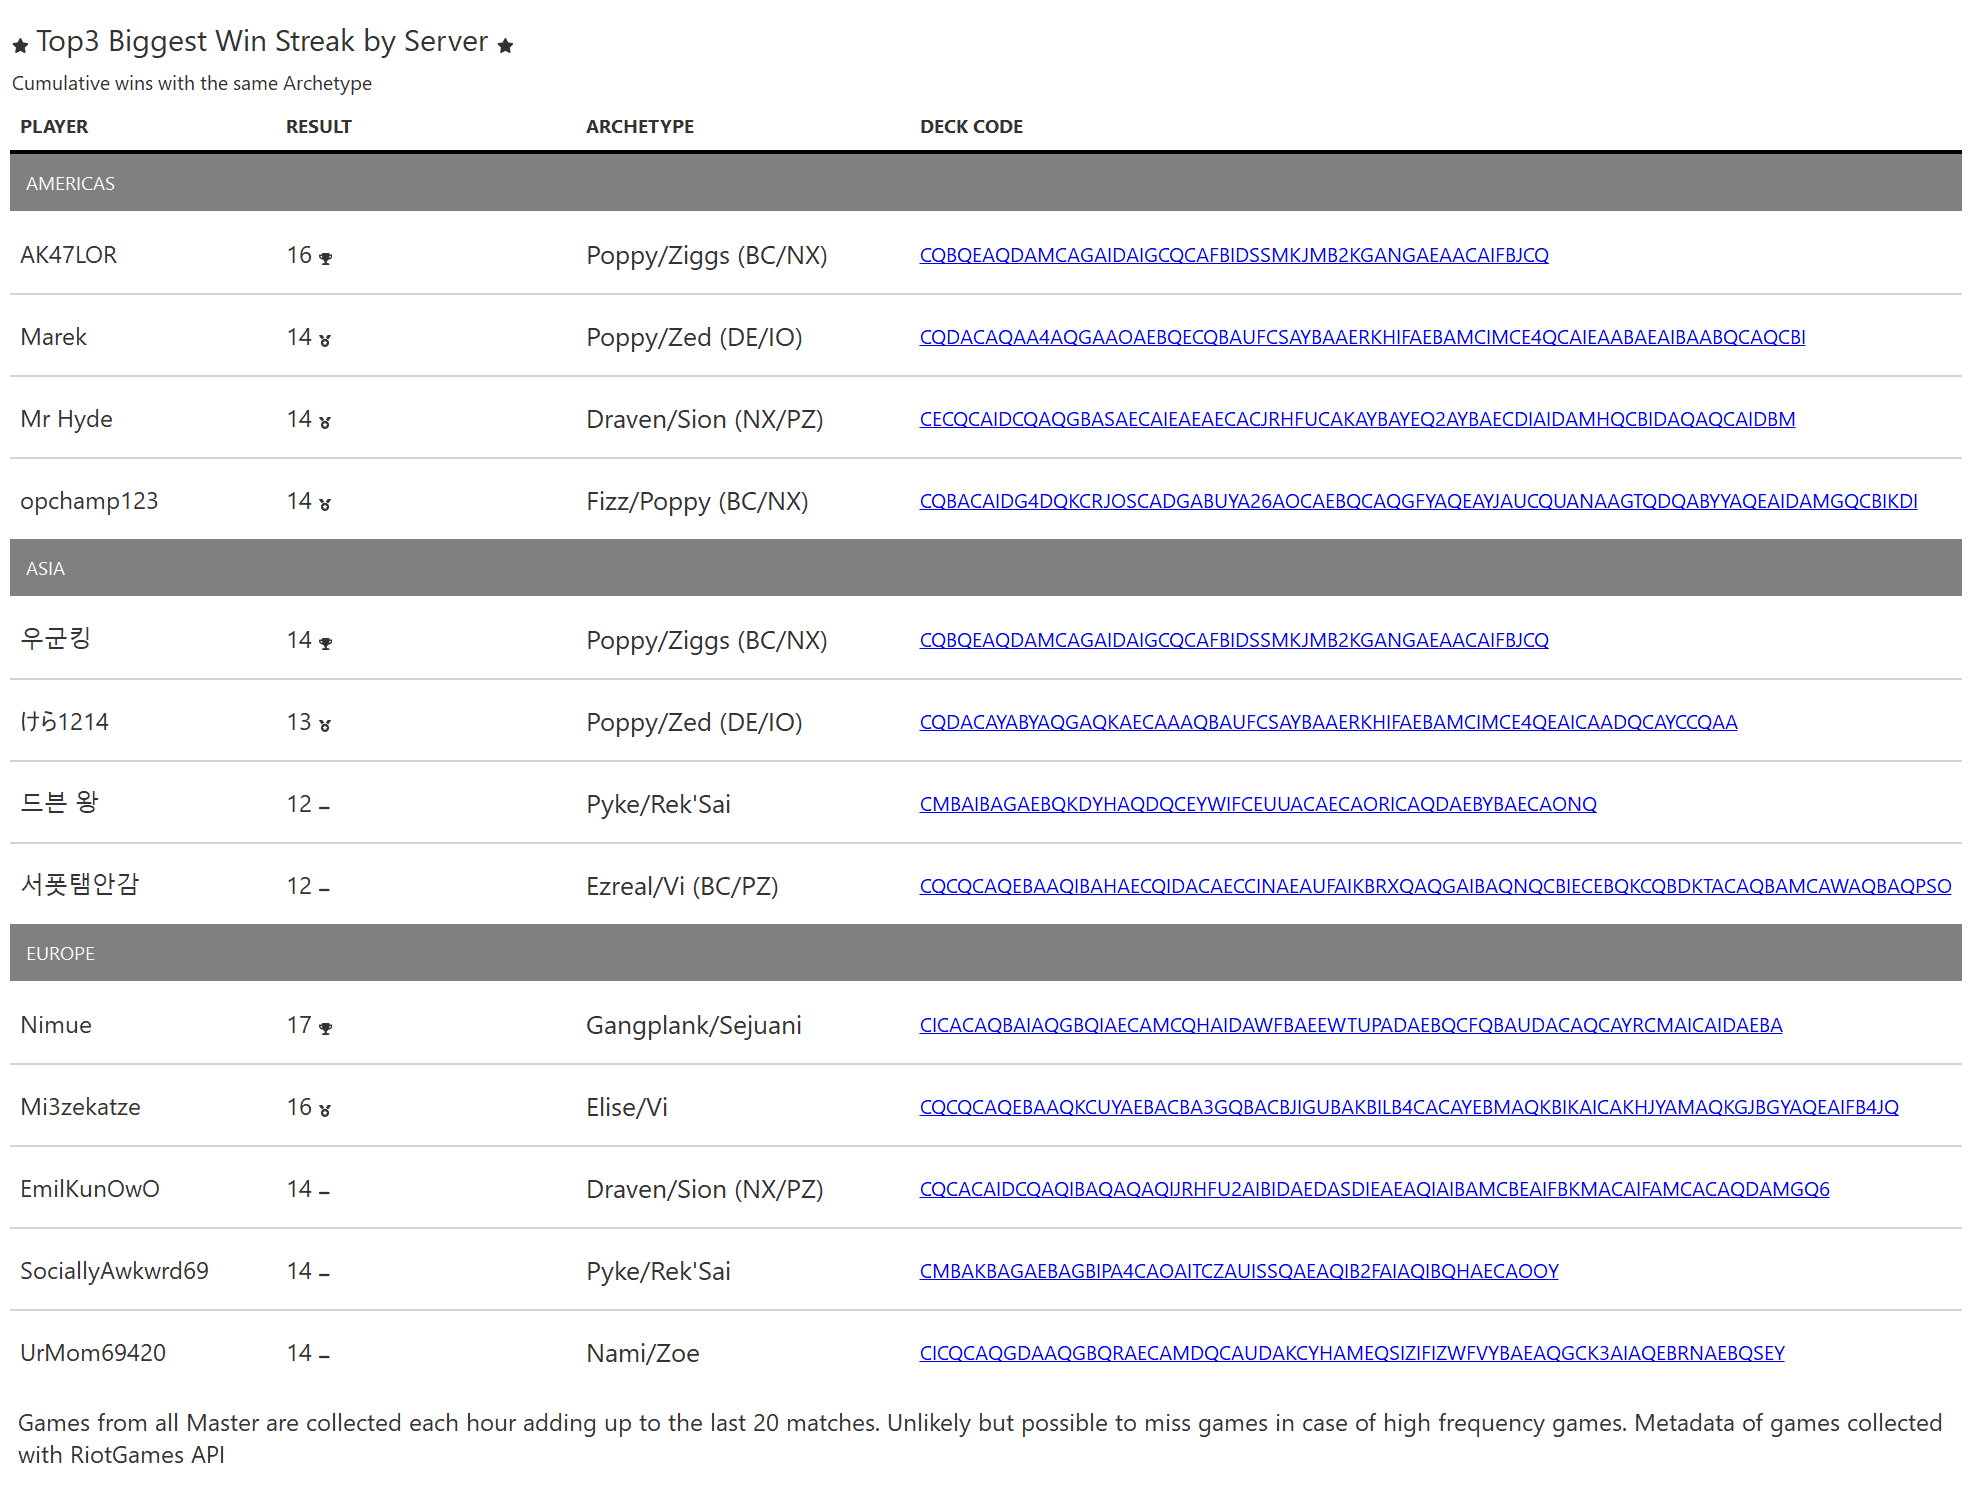 ★ Top3 Biggest Win Streak by Server ★
Cumulative wins with the same Archetype
PLAYER RESULT ARCHETYPE DECK CODE
AMERICAS
AK47LOR 16 Poppy/Ziggs (BC/NX) CQBQEAQDAMCAGAIDAIGCQCAFBIDSSMKJMB2KGANGAEAACAIFBJCQ
Marek 14 Poppy/Zed (DE/IO) CQDACAQAA4AQGAAOAEBQECQBAUFCSAYBAAERKHIFAEBAMCIMCE4QCAIEAABAEAIBAABQCAQCBI
Mr Hyde 14 Draven/Sion (NX/PZ) CECQCAIDCQAQGBASAECAIEAEAECACJRHFUCAKAYBAYEQ2AYBAECDIAIDAMHQCBIDAQAQCAIDBM
opchamp123 14 Fizz/Poppy (BC/NX) CQBACAIDG4DQKCRJOSCADGABUYA26AOCAEBQCAQGFYAQEAYJAUCQUANAAGTQDQABYYAQEAIDAMGQCBIKDI
ASIA
우군킹 14 Poppy/Ziggs (BC/NX) CQBQEAQDAMCAGAIDAIGCQCAFBIDSSMKJMB2KGANGAEAACAIFBJCQ
けら1214 13 Poppy/Zed (DE/IO) CQDACAYABYAQGAQKAECAAAQBAUFCSAYBAAERKHIFAEBAMCIMCE4QEAICAADQCAYCCQAA
드븐 왕 12 – Pyke/Rek'Sai CMBAIBAGAEBQKDYHAQDQCEYWIFCEUUACAECAORICAQDAEBYBAECAONQ
서폿탬안감 12 – Ezreal/Vi (BC/PZ) CQCQCAQEBAAQIBAHAECQIDACAECCINAEAUFAIKBRXQAQGAIBAQNQCBIECEBQKCQBDKTACAQBAMCAWAQBAQPSO
EUROPE
Nimue 17 Gangplank/Sejuani CICACAQBAIAQGBQIAECAMCQHAIDAWFBAEEWTUPADAEBQCFQBAUDACAQCAYRCMAICAIDAEBA
Mi3zekatze 16 Elise/Vi CQCQCAQEBAAQKCUYAEBACBA3GQBACBJIGUBAKBILB4CACAYEBMAQKBIKAICAKHJYAMAQKGJBGYAQEAIFB4JQ
EmilKunOwO 14 – Draven/Sion (NX/PZ) CQCACAIDCQAQIBAQAQAQIJRHFU2AIBIDAEDASDIEAEAQIAIBAMCBEAIFBKMACAIFAMCACAQDAMGQ6
SociallyAwkwrd69 14 – Pyke/Rek'Sai CMBAKBAGAEBAGBIPA4CAOAITCZAUISSQAEAQIB2FAIAQIBQHAECAOOY
UrMom69420 14 – Nami/Zoe CICQCAQGDAAQGBQRAECAMDQCAUDAKCYHAMEQSIZIFIZWFVYBAEAQGCK3AIAQEBRNAEBQSEY
Games from all Master are collected each hour adding up to the last 20 matches. Unlikely but possible to miss games in case of high frequency games. Metadata of games collected
with RiotGames API